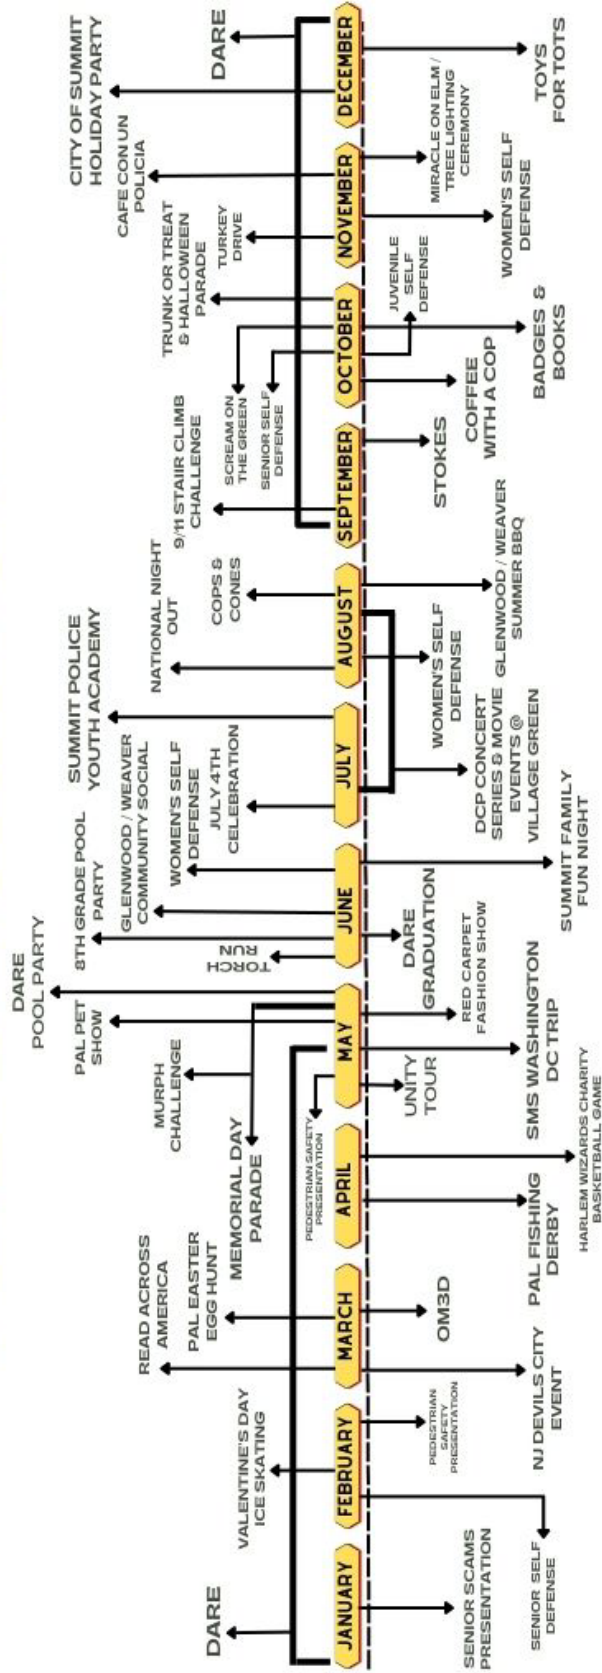 DARE
VALENTINE'S DAY
ICE SKATING
READ ACROSS
AMERICA
PAL EASTER
EGG HUNT
MEMORIAL DAY
PARADE
MURPH
CHALLENGE
PEDESTRIAN SAFETY
PRESENTATION
PAL PET
SHOW
DARE
POOL PARTY
TORCH
RUN
8TH GRADE POOL
PARTY
GLENWOOD / WEAVER
COMMUNITY SOCIAL
WOMEN'S SELF
DEFENSE
JULY 4TH
CELEBRATION
SUMMIT POLICE
YOUTH ACADEMY
NATIONAL NIGHT
OUT
COPS &
CONES
9/11 STAIIR CLIMB
CHALLENGE
SCREAM ON
THE GREEN
SENIOR SELF
DEFENSE
TRUNK OR TREAT
& HALLOWEEN
PARADE
TURKEY
DRIVE
CAFE CON UN
POLICIA
CITY OF SUMMIT
HOLIDAY PARTY
DARE
JANUARY
FEBRUARY
MARCH
APRIL
MAY
JUNE
JULY
AUGUST
SEPTEMBER
OCTOBER
NOVEMBER
DECEMBER
SENIOR SCAMS
PRESENTATION
SENIOR SELF
DEFENSE
PEDESTRIAN
SAFETY
PRESENTATION
NJ DEVILS CITY
EVENT
OM3D
PAL FISHING
DERBY
HARLEM WIZARDS CHARITY
BASKETBALL GAME
UNITY
TOUR
SMS WASHINGTON
DC TRIP
RED CARPET
FASHION SHOW
DARE
GRADUATION
SUMMIT FAMILY
FUN NIGHT
DCP CONCERT
SERIES & MOVIE
EVENTS @
VILLAGE GREEN
WOMEN'S SELF
DEFENSE
GLENWOOD / WEAVER
SUMMER BBQ
STOKES
COFFEE
WITH A COP
JUVENILE
SELF
DEFENSE
BADGES &
BOOKS
WOMEN'S SELF
DEFENSE
MIRACLE ON ELM /
TREE LIGHTING
CEREMONY
TOYS
FOR TOTS